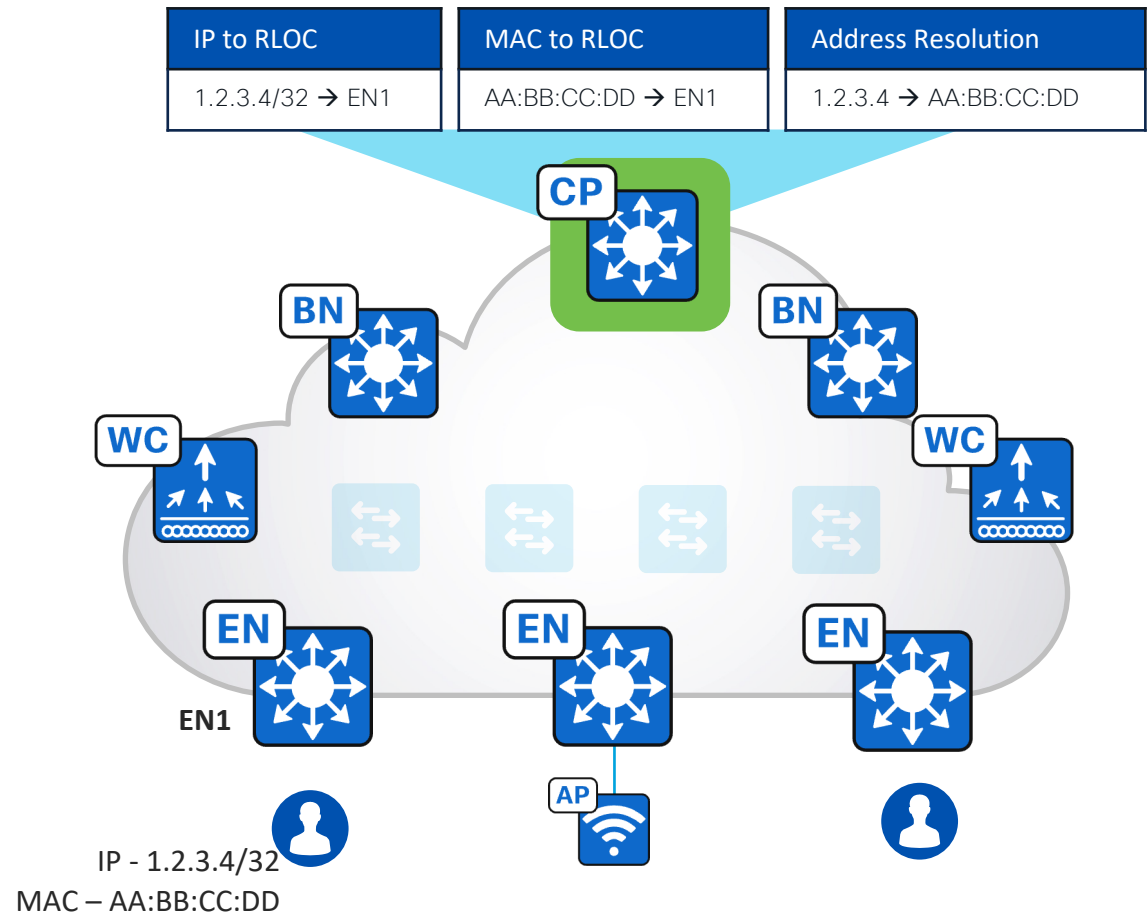 IP to RLOC
MAC to RLOC
Address Resolution
1.2.3.4/32 → EN1
AA:BB:CC:DD → EN1
1.2.3.4 → AA:BB:CC:DD
CP
BN
BN
WC
WC
EN
EN
EN
EN1
AP
IP - 1.2.3.4/32
MAC – AA:BB:CC:DD